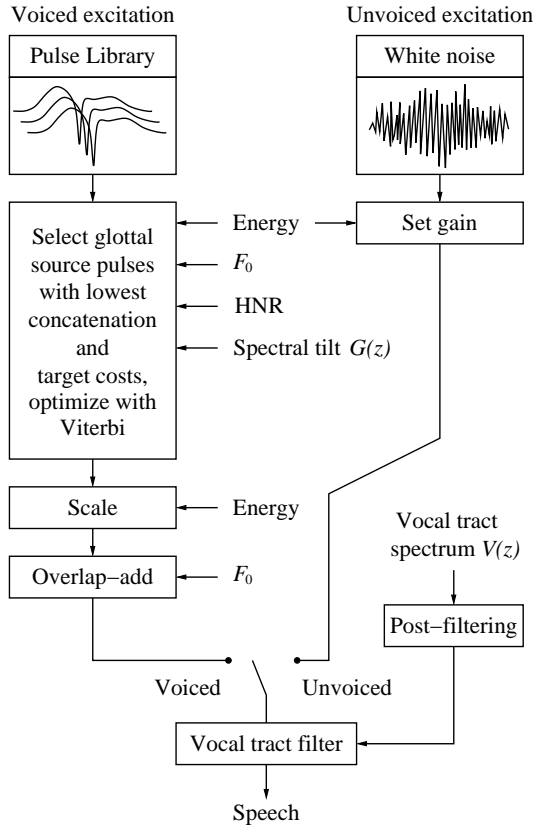 Voiced excitation
Unvoiced excitation
Pulse Library
White noise
Select glottal
source pulses
with lowest
concatenation
and
target costs,
optimize with
Viterbi
Energy
F0
HNR
Spectral tilt G(z)
Set gain
Scale
Energy
Overlap−add
F0
Vocal tract
spectrum V(z)
Post−filtering
Voiced
Unvoiced
Vocal tract filter
Speech